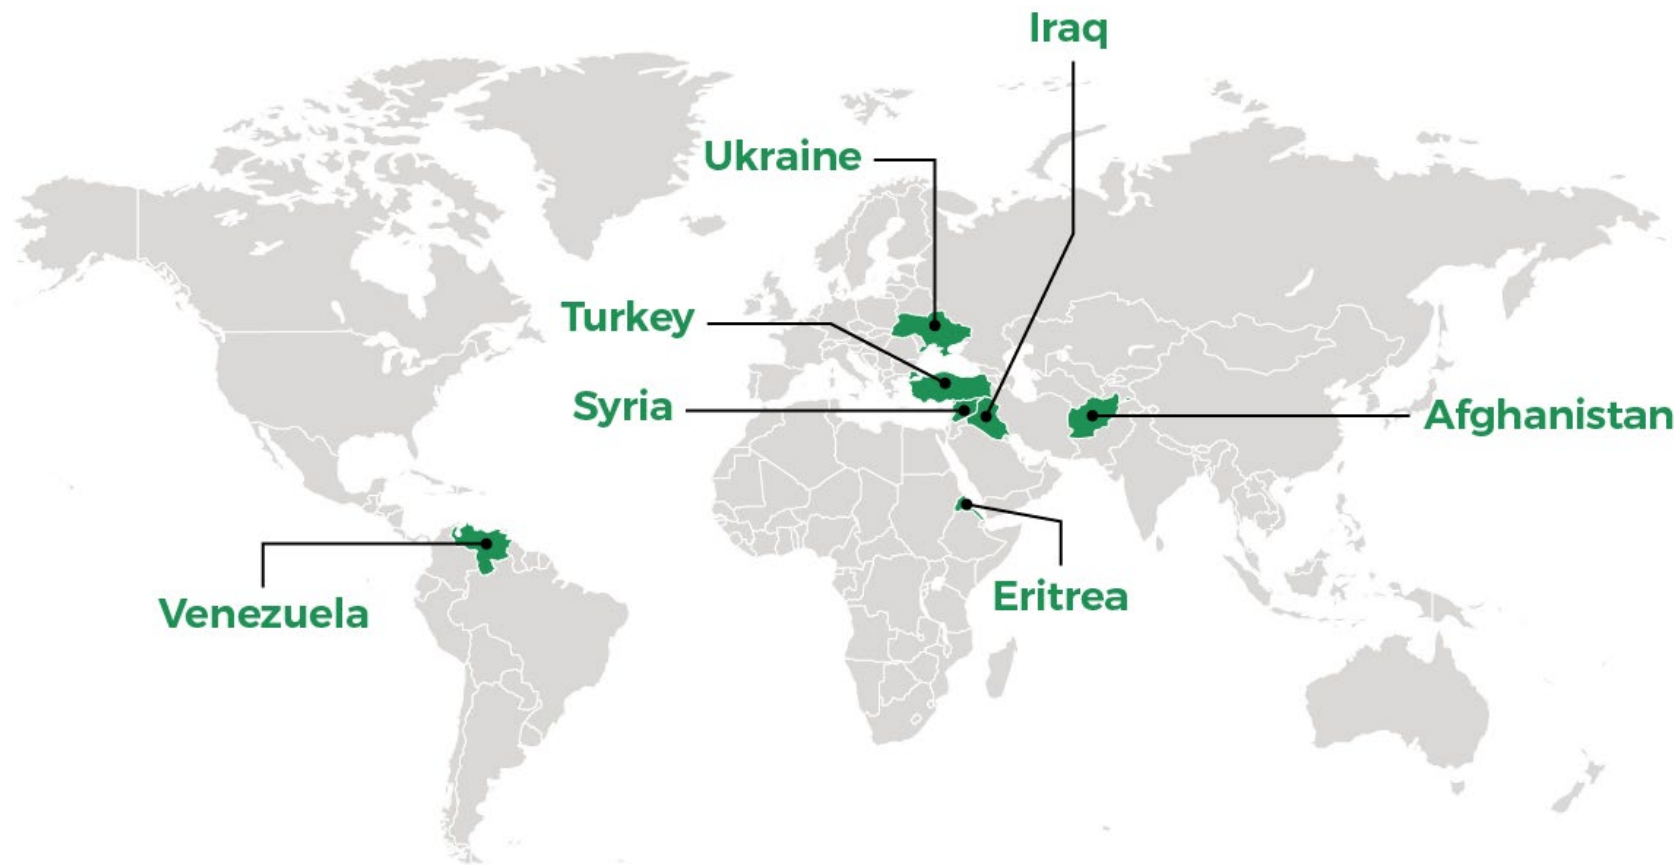 Iraq
Ukraine
Turkey
Syria
Afghanistan
Venezuela
Eritrea